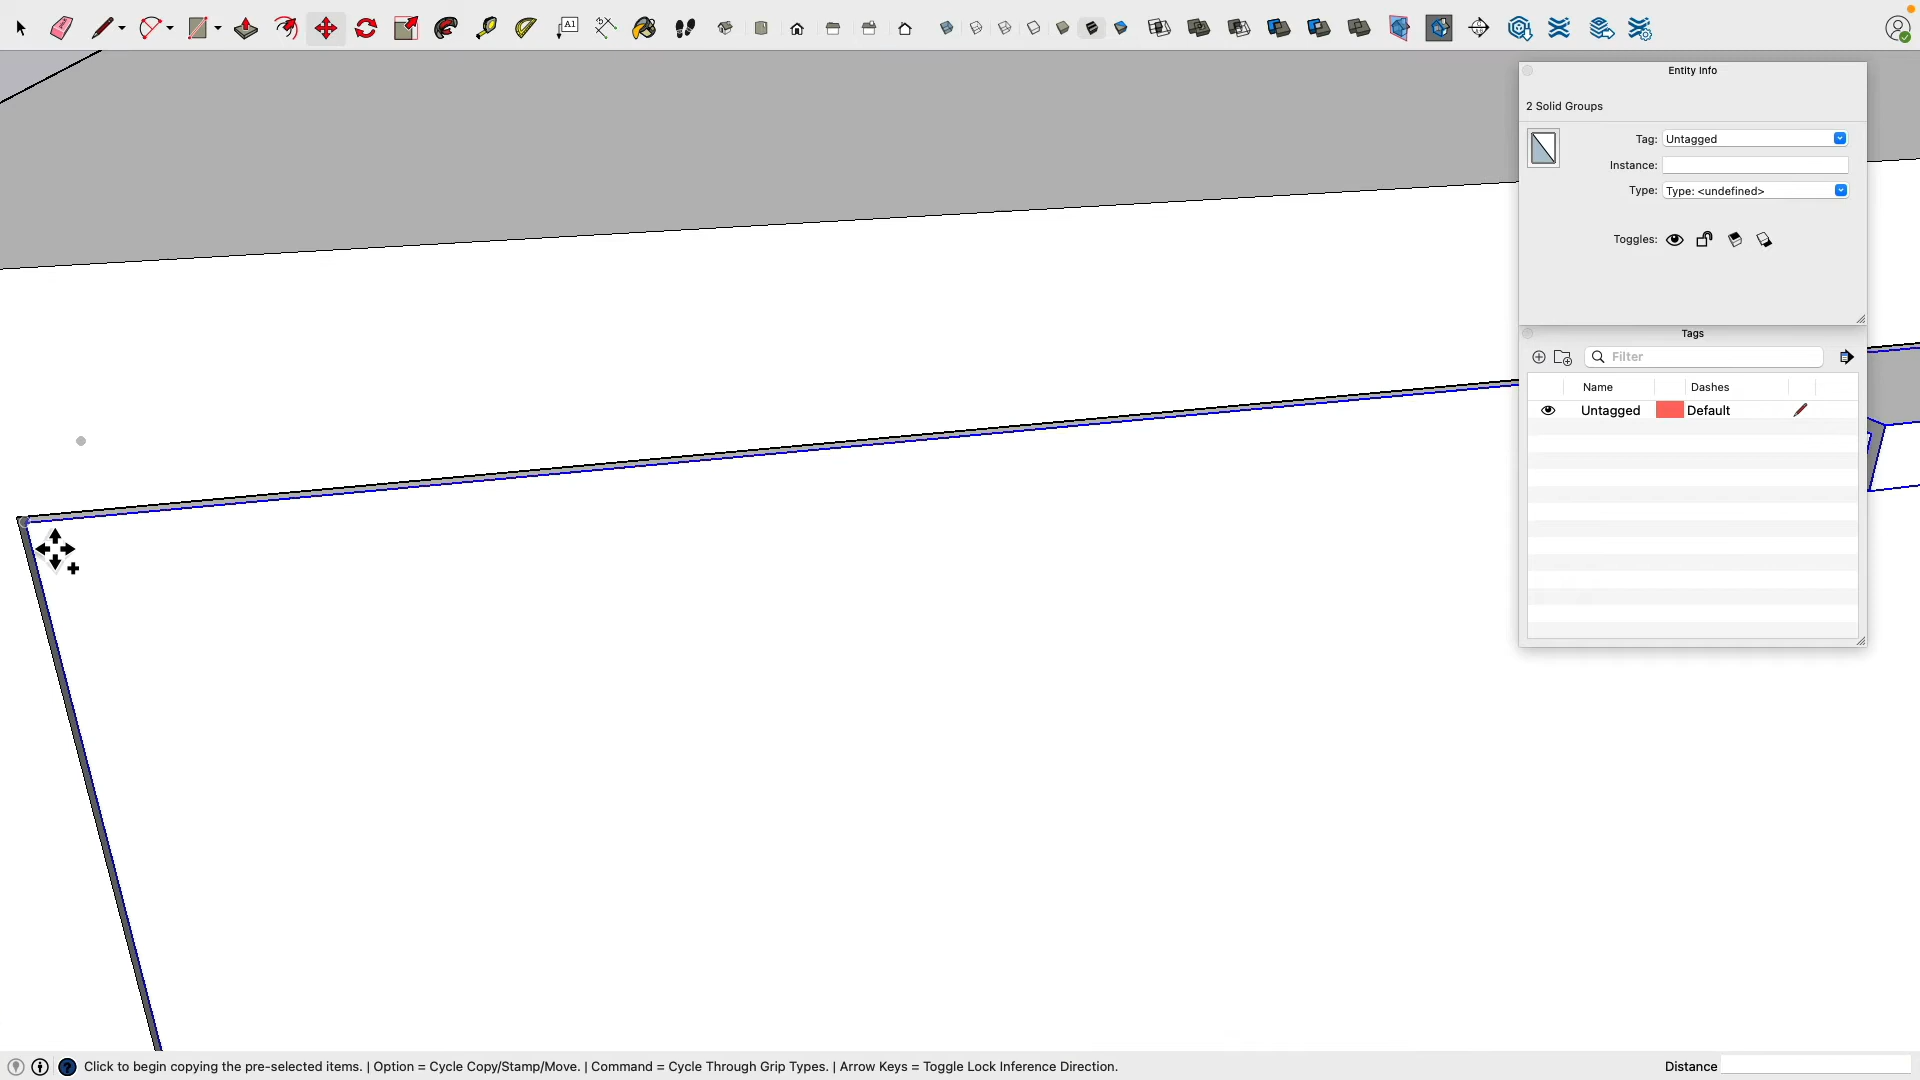 A1
Entity Info
2 Solid Groups
Tag: Untagged
Instance:
Type: Type: <undefined>
Toggles:
Tags
Filter
Name Dashes
Untagged Default
Click to begin copying the pre-selected items. | Option = Cycle Copy/Stamp/Move. | Command = Cycle Through Grip Types. | Arrow Keys = Toggle Lock Inference Direction.
Distance